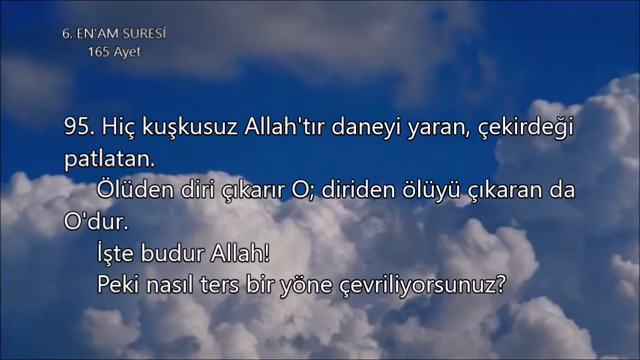 6. EN'AM SURESİ
165 Ayet
95. Hiç kuşkusuz Allah'tır daneyi yaran, çekirdeği
patlatan.
Ölüden diri çıkarır O; diriden ölüyü çıkaran da
O'dur.
İşte budur Allah!
Peki nasıl ters bir yöne çevriliyorsunuz?